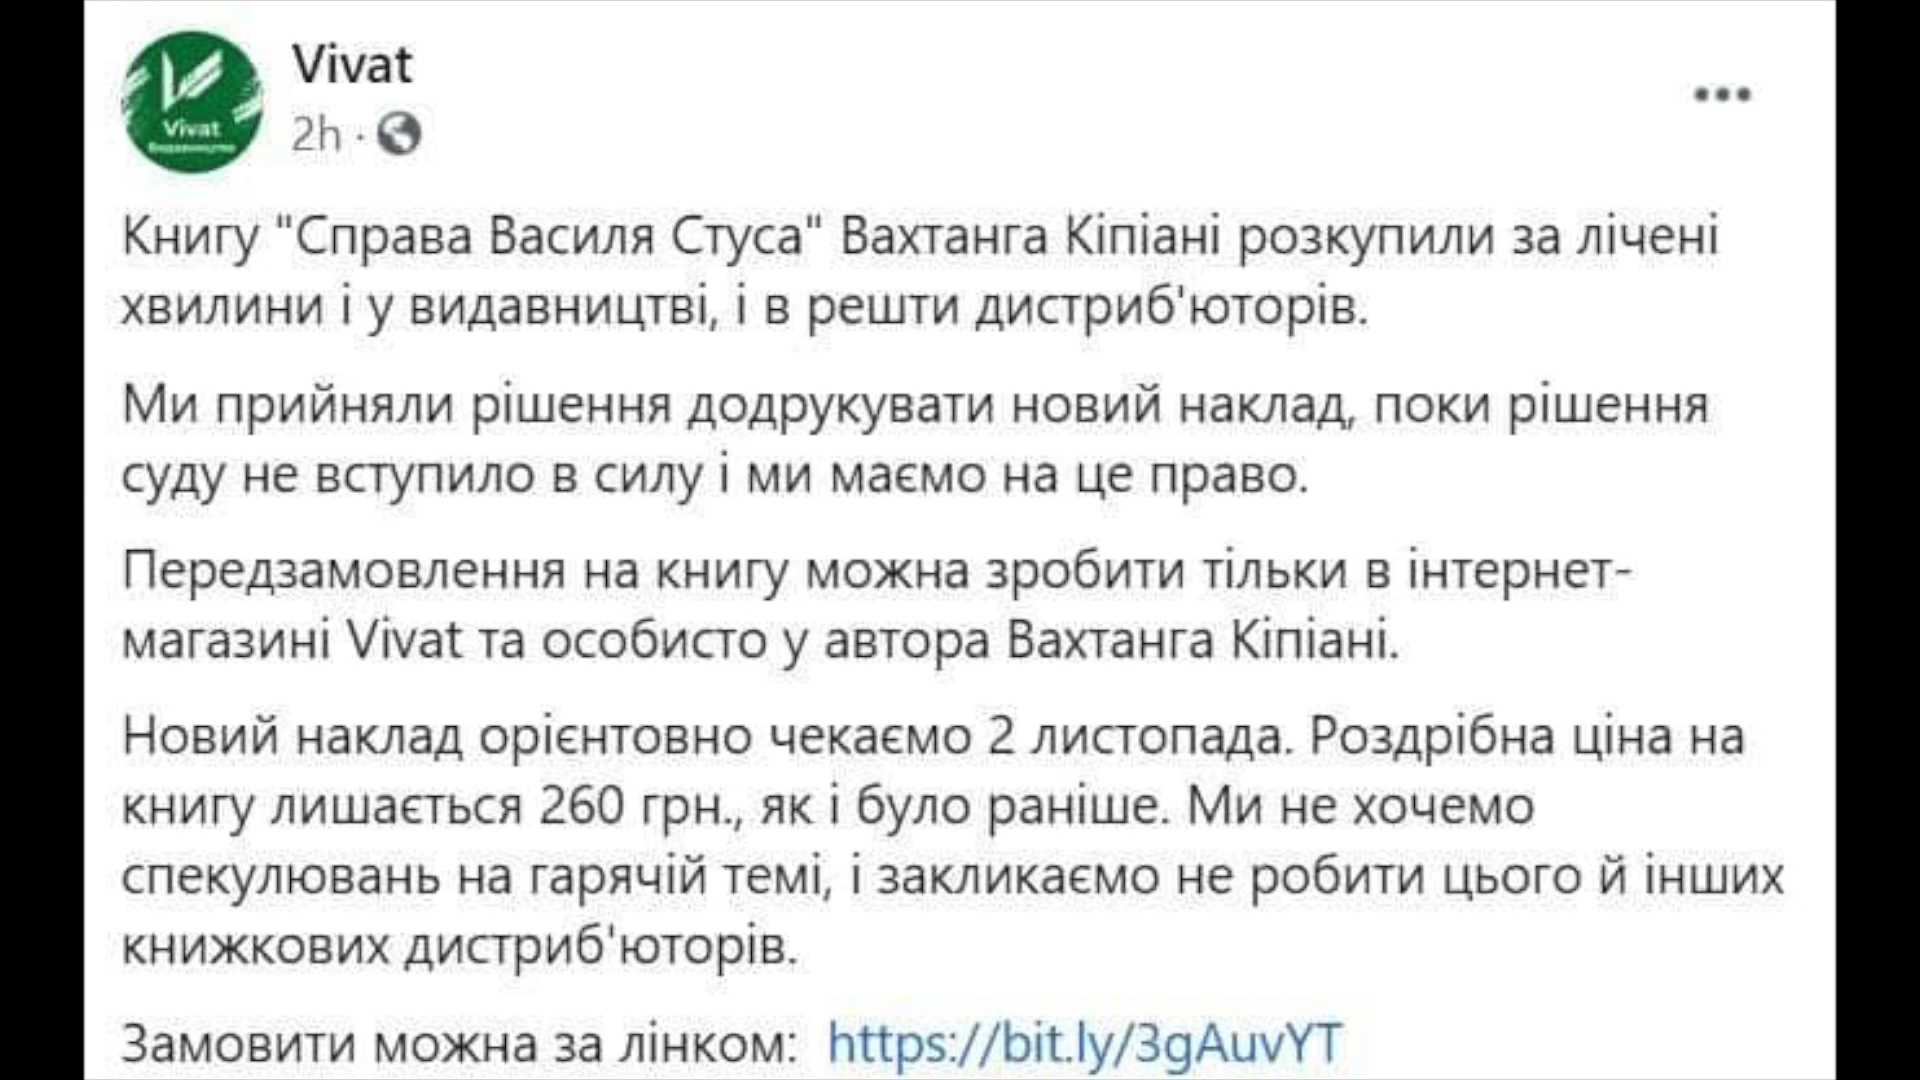 Vivat
2h ·
Vivat
Книгу "Справа Василя Стуса" Вахтанга Кіпіані розкупили за лічені
хвилини і у видавництві, і в решти дистриб'юторів.
Ми прийняли рішення додрукувати новий наклад, поки рішення
суду не вступило в силу і ми маємо на це право.
Передзамовлення на книгу можна зробити тільки в інтернет-
магазині Vivat та особисто у автора Вахтанга Кіпіані.
Новий наклад орієнтовно чекаємо 2 листопада. Роздрібна ціна на
книгу лишається 260 грн., як і було раніше. Ми не хочемо
спекулювань на гарячій темі, і закликаємо не робити цього й інших
книжкових дистриб'юторів.
Замовити можна за лінком: https://bit.ly/3gAuvYT